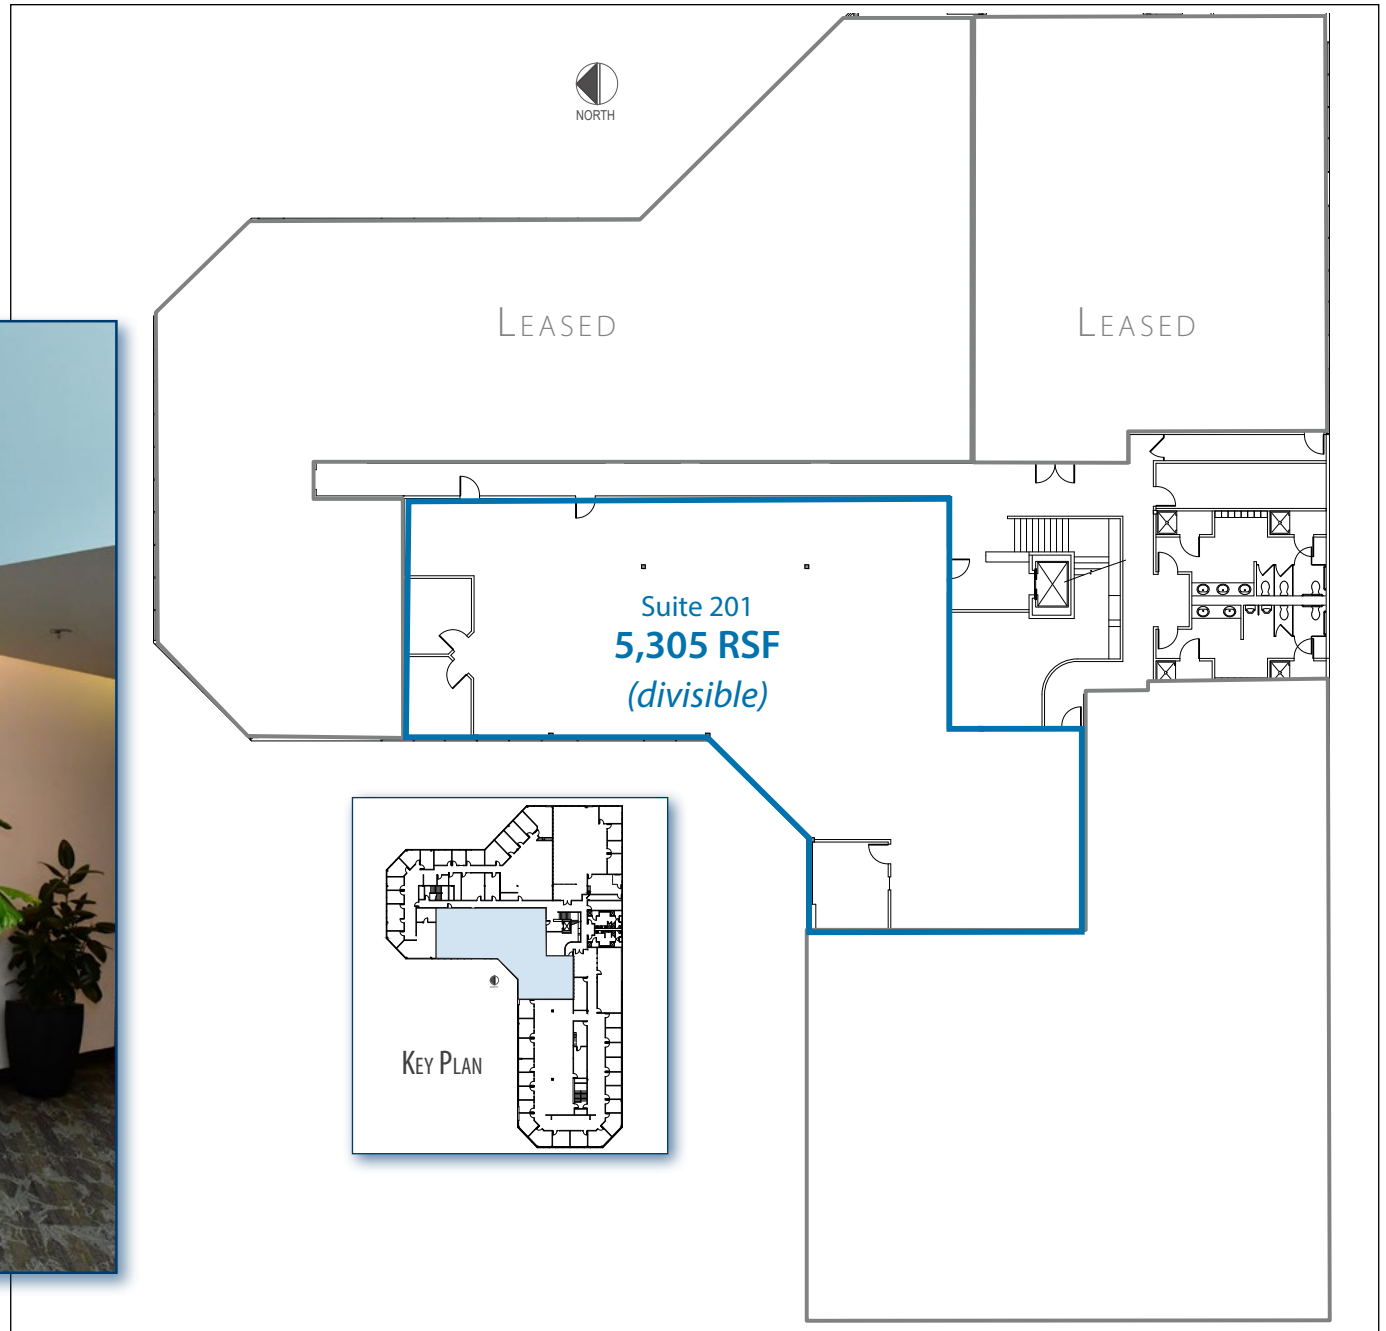 NORTH
LEASED
LEASED
Suite 201
5,305 RSF
(divisible)
KEY PLAN